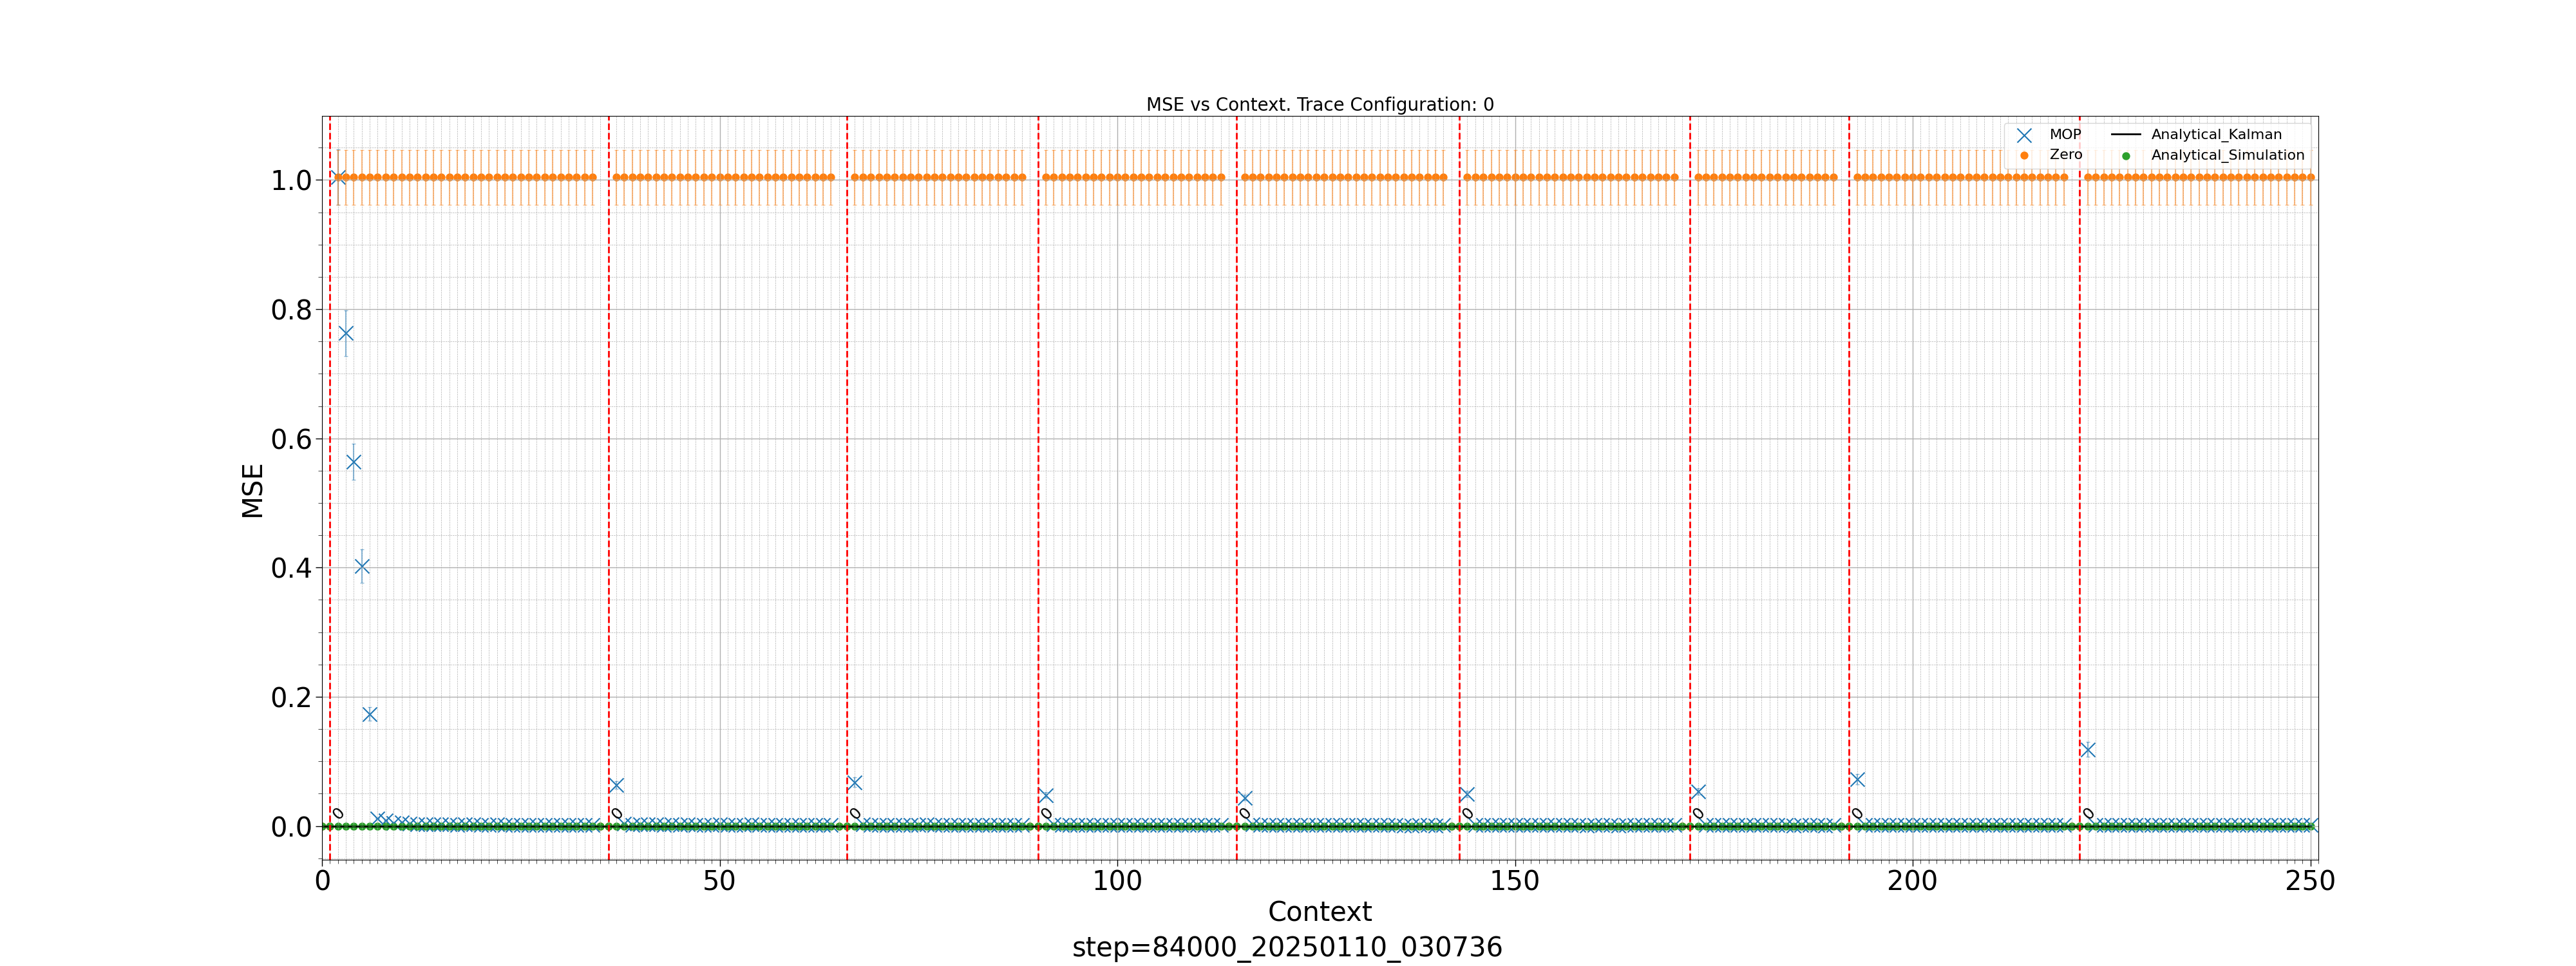 MSE vs Context. Trace Configuration: 0
MOP
Zero
Analytical_Kalman
Analytical_Simulation
MSE
1.0
0.8
0.6
0.4
0.2
0.0
0 0 0 0 0 0 0 0 0
0 50 100 150 200 250
Context
step=84000_20250110_030736